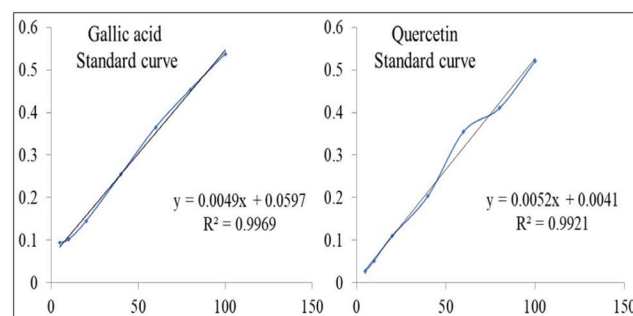 Gallic acid
Standard curve
0.6
0.5
0.4
0.3
0.2
0.1
0
y = 0.0049x + 0.0597
R² = 0.9969
0 50 100 150
Quercetin
Standard curve
0.6
0.5
0.4
0.3
0.2
0.1
0
y = 0.0052x + 0.0041
R² = 0.9921
0 50 100 150